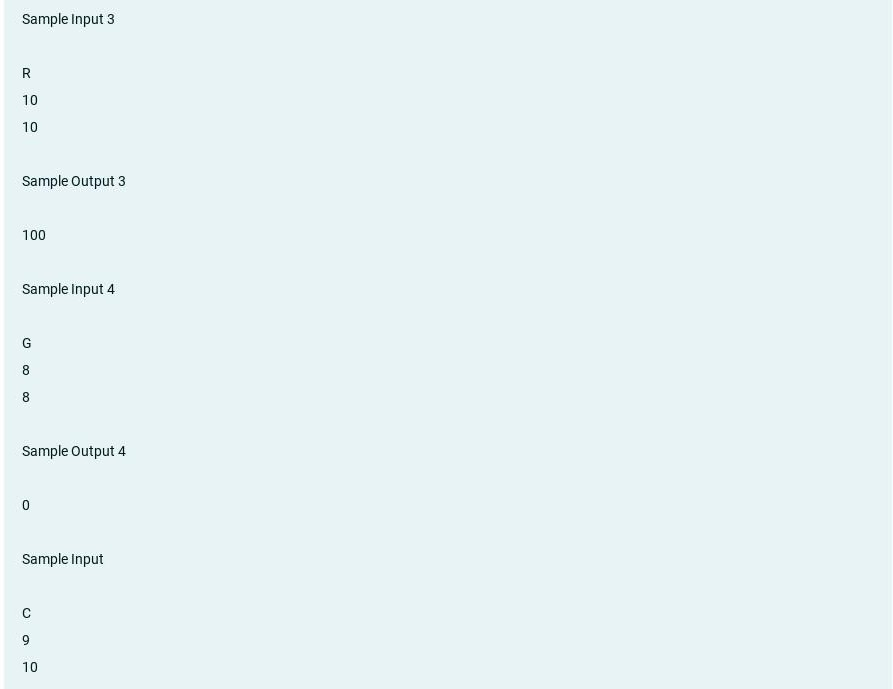 Sample Input 3
R
10
10
Sample Output 3
100
Sample Input 4
G
8
8
Sample Output 4
0
Sample Input
C
9
10